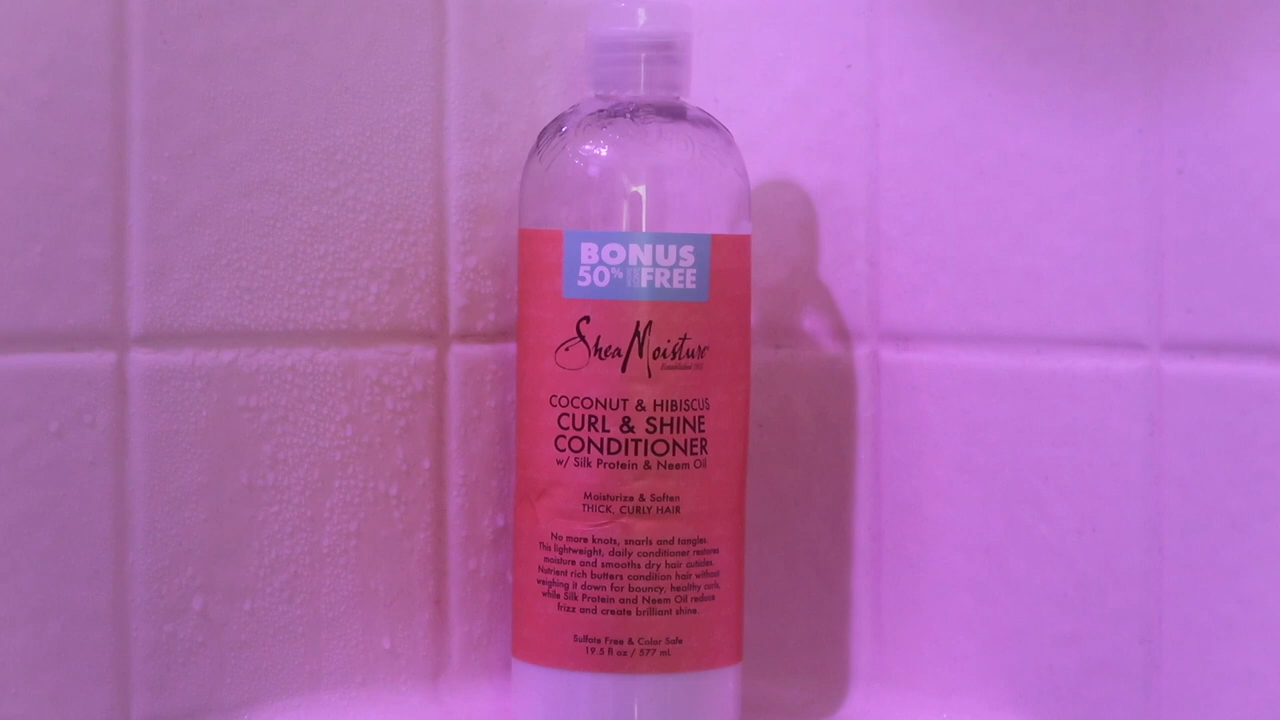 BONUS
50% FREE
SheaMoisture
COCONUT & HIBISCUS
CURL & SHINE
CONDITIONER
w/ Silk Protein & Neem Oil
Moisturize & Soften
THICK, CURLY HAIR
No more knots, snarls and tangles.
This lightweight, daily conditioner restores
moisture and smooths dry hair cuticles.
Nutrient rich butters condition hair without
weighing it down for bouncy, healthy curls,
while Silk Protein and Neem Oil reduce
frizz and create brilliant shine.
Sulfate Free & Color Safe
19.5 fl oz / 577 mL